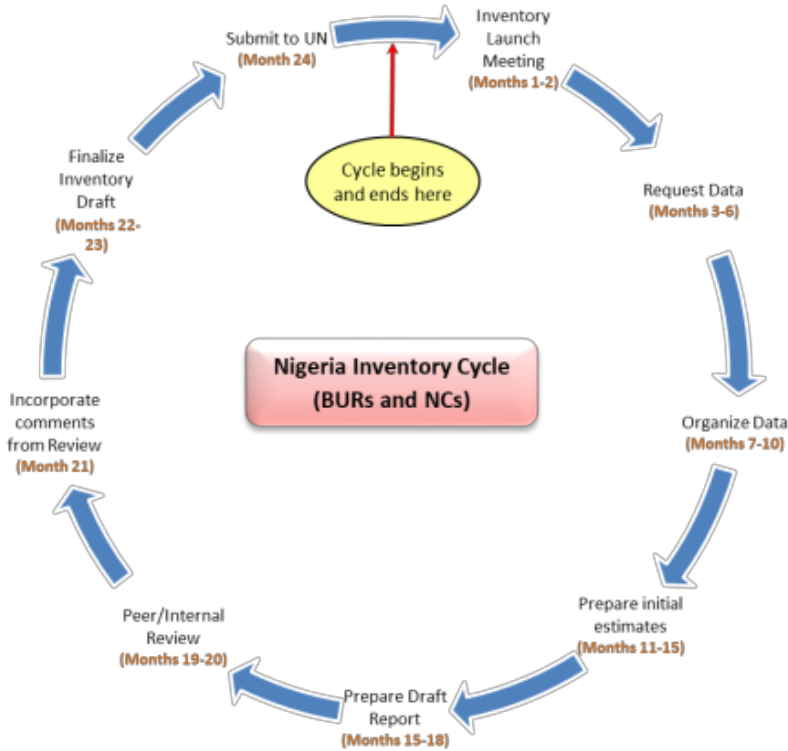 Submit to UN
(Month 24)
Inventory
Launch
Meeting
(Months 1-2)
Cycle begins
and ends here
Request Data
(Months 3-6)
Organize Data
(Months 7-10)
Prepare initial
estimates
(Months 11-15)
Prepare Draft
Report
(Months 15-18)
Peer/Internal
Review
(Months 19-20)
Incorporate
comments
from Review
(Month 21)
Finalize
Inventory
Draft
(Months 22-
23)
Nigeria Inventory Cycle
(BURs and NCs)